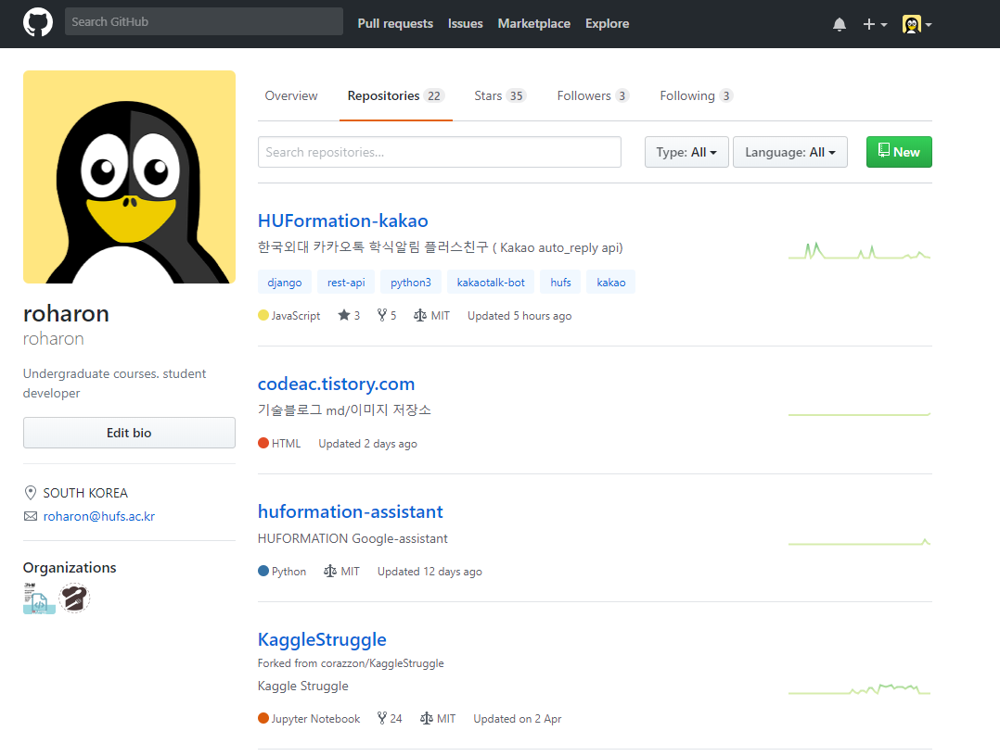 Search GitHub Pull requests Issues Marketplace Explore
Overview Repositories 22 Stars 35 Followers 3 Following 3
Search repositories... Type: All Language: All New
HUFormation-kakao
한국외대 카카오톡 학식알림 플러스친구 ( Kakao auto_reply api)
django rest-api python3 kakaotalk-bot hufs kakao
JavaScript 3 5 MIT Updated 5 hours ago
codeac.tistory.com
기술블로그 md/이미지 저장소
HTML Updated 2 days ago
huformation-assistant
HUFORMATION Google-assistant
Python MIT Updated 12 days ago
KaggleStruggle
Forked from corazzon/KaggleStruggle
Kaggle Struggle
Jupyter Notebook 24 MIT Updated on 2 Apr
roharon
roharon
Undergraduate courses. student
developer
Edit bio
SOUTH KOREA
roharon@hufs.ac.kr
Organizations